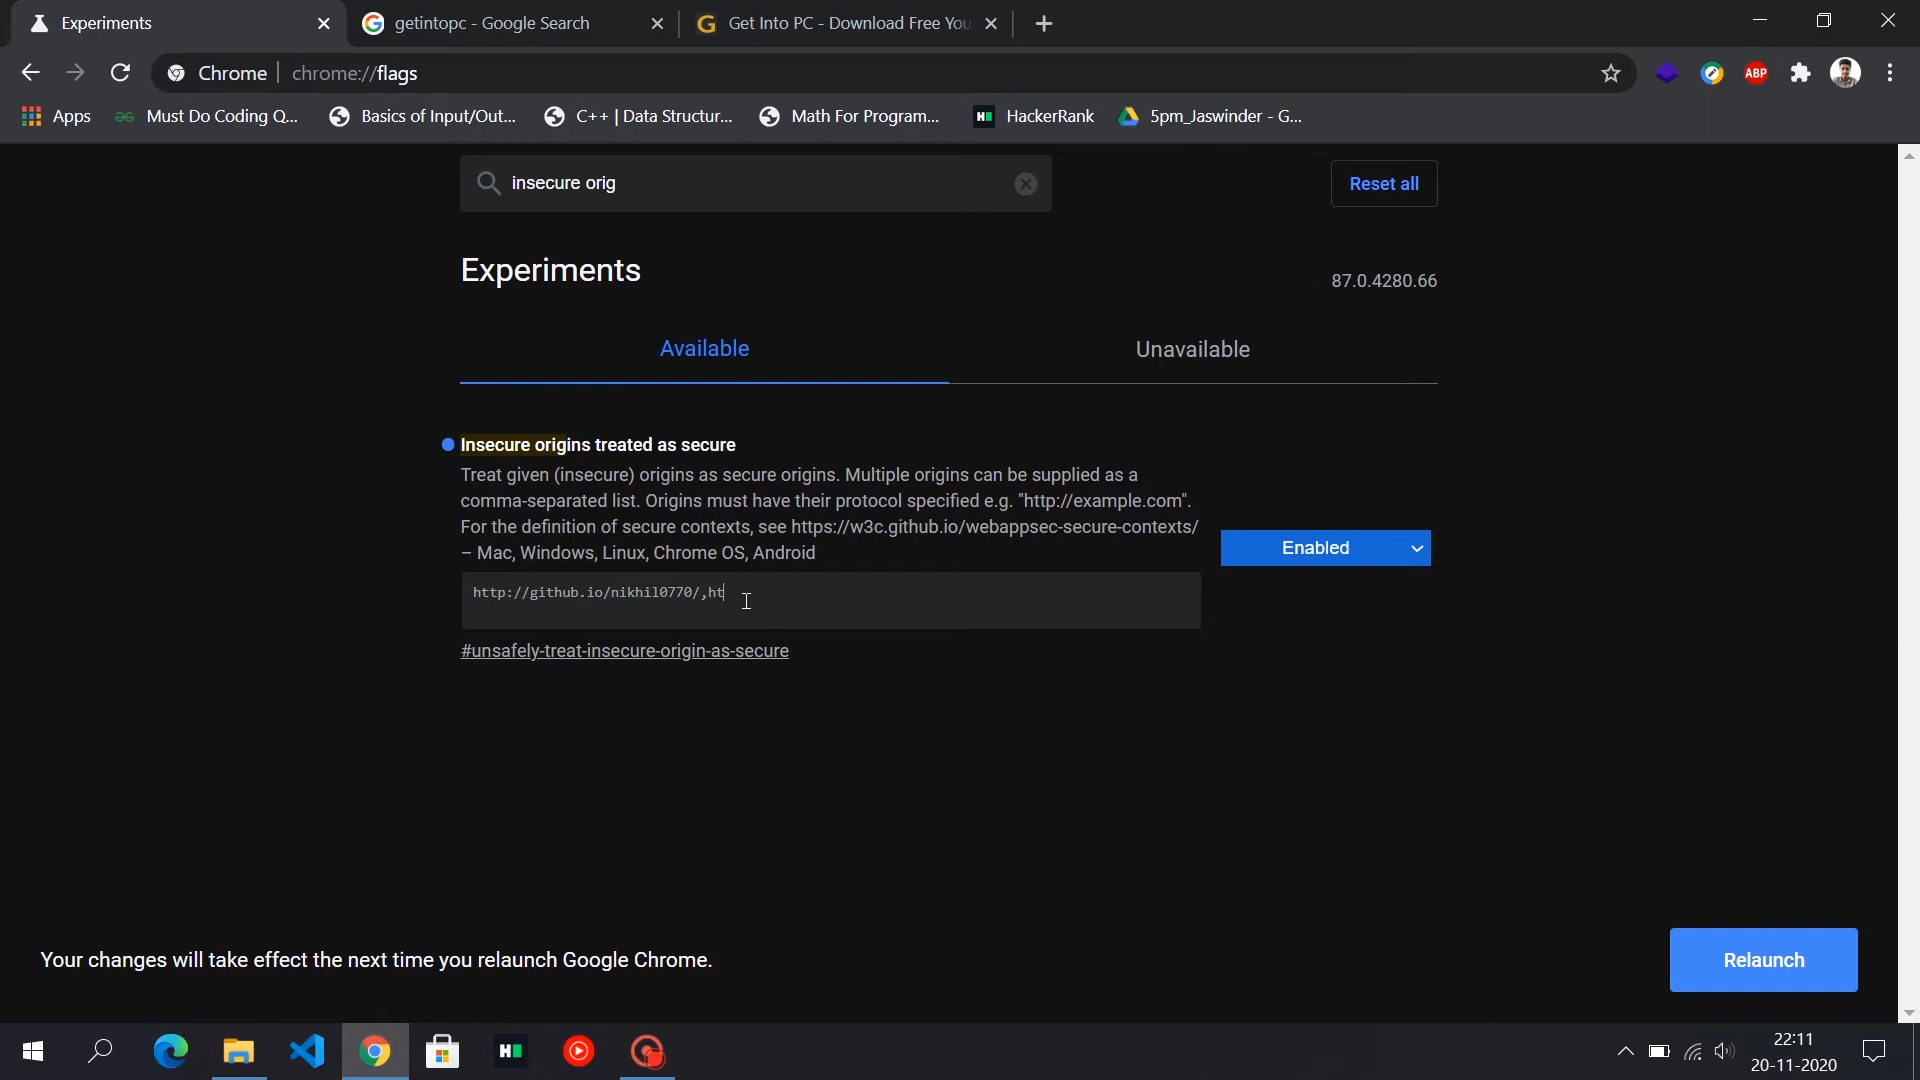 Experiments
getintopc - Google Search
Get Into PC - Download Free You
Chrome chrome://flags
ABP
Apps Must Do Coding Q... Basics of Input/Out... C++ | Data Structur... Math For Program... HackerRank 5pm_Jaswinder - G...
insecure orig
Reset all
Experiments
87.0.4280.66
Available
Unavailable
Insecure origins treated as secure
Treat given (insecure) origins as secure origins. Multiple origins can be supplied as a
comma-separated list. Origins must have their protocol specified e.g. "http://example.com".
For the definition of secure contexts, see https://w3c.github.io/webappsec-secure-contexts/
– Mac, Windows, Linux, Chrome OS, Android
Enabled
http://github.io/nikhil0770/,ht
#unsafely-treat-insecure-origin-as-secure
Your changes will take effect the next time you relaunch Google Chrome.
Relaunch
22:11
20-11-2020